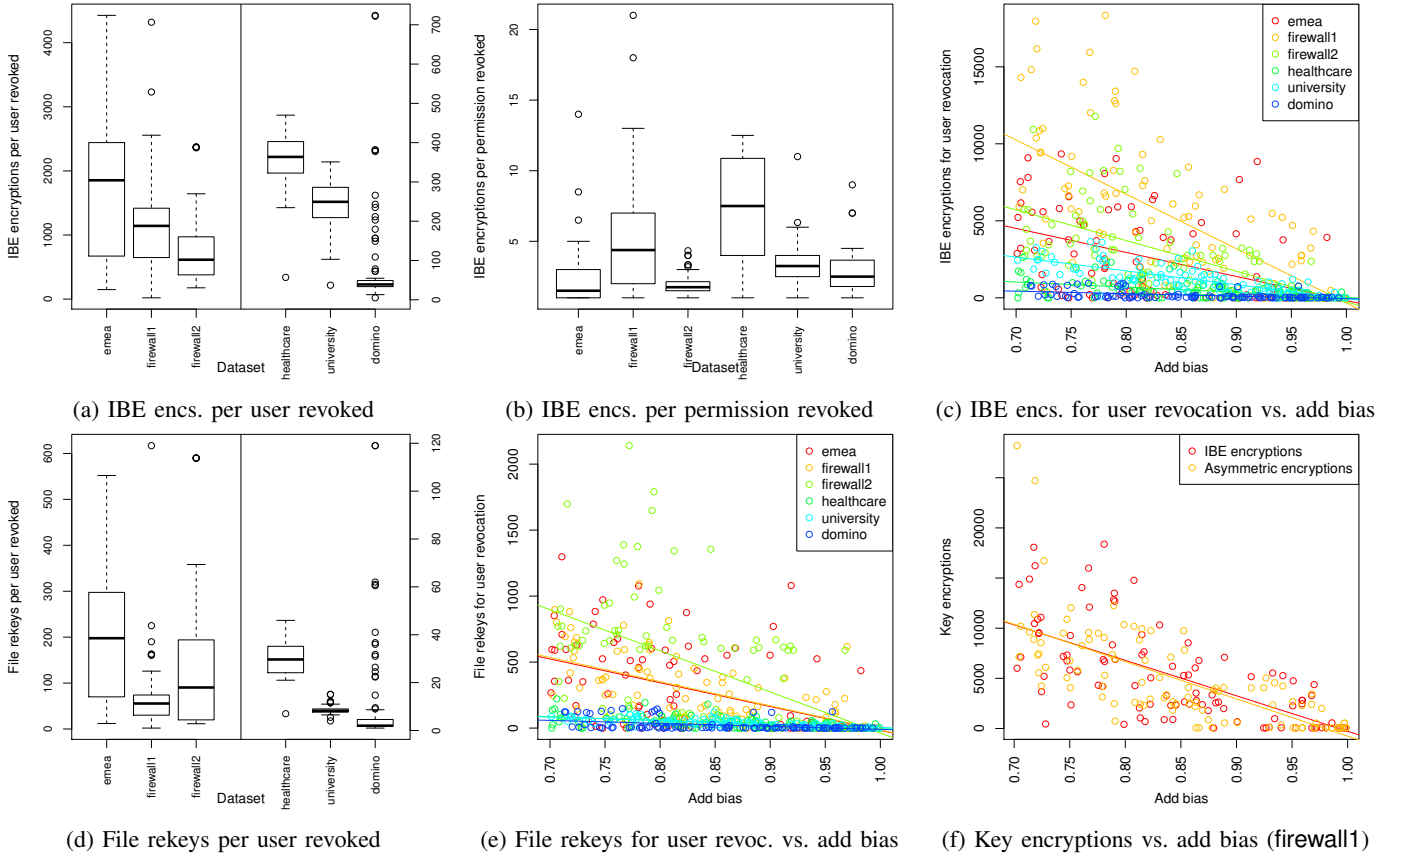 IBE encryptions per user revoked
0
1000
2000
3000
4000
0
100
200
300
400
500
600
700
emea
firewall1
firewall2
healthcare
university
domino
Dataset
(a) IBE encs. per user revoked
IBE encryptions per permission revoked
5
10
15
20
emea
firewall1
firewall2
healthcare
university
domino
Dataset
(b) IBE encs. per permission revoked
IBE encryptions for user revocation
0
5000
10000
15000
emea
firewall1
firewall2
healthcare
university
domino
0.70
0.75
0.80
0.85
0.90
0.95
1.00
Add bias
(c) IBE encs. for user revocation vs. add bias
File rekeys per user revoked
0
100
200
300
400
500
600
0
20
40
60
80
100
120
emea
firewall1
firewall2
healthcare
university
domino
Dataset
(d) File rekeys per user revoked
File rekeys for user revocation
0
500
1000
1500
2000
emea
firewall1
firewall2
healthcare
university
domino
0.70
0.75
0.80
0.85
0.90
0.95
1.00
Add bias
(e) File rekeys for user revoc. vs. add bias
Key encryptions
0
5000
10000
20000
IBE encryptions
Asymmetric encryptions
0.70
0.75
0.80
0.85
0.90
0.95
1.00
Add bias
(f) Key encryptions vs. add bias (firewall1)